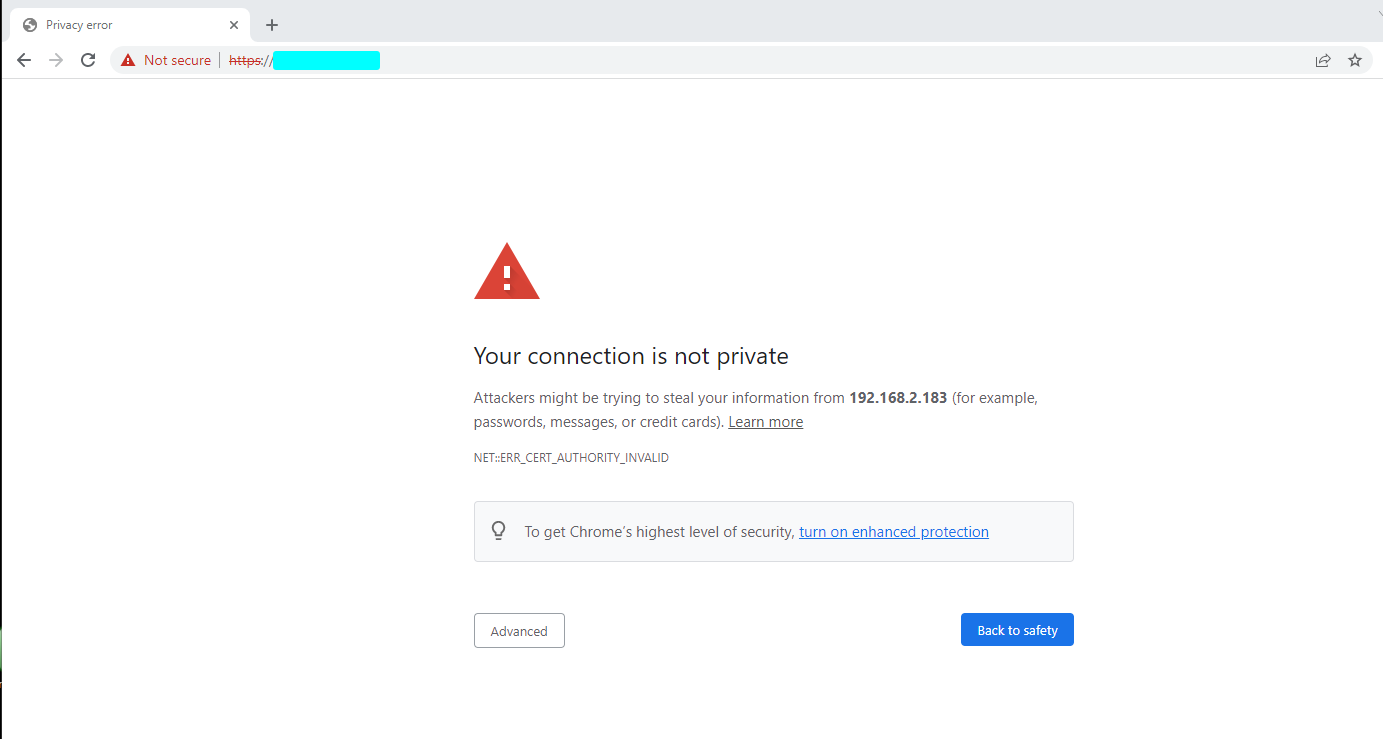 Privacy error
Not secure https://
Your connection is not private
Attackers might be trying to steal your information from 192.168.2.183 (for example,
passwords, messages, or credit cards). Learn more
NET::ERR_CERT_AUTHORITY_INVALID
To get Chrome's highest level of security, turn on enhanced protection
Advanced
Back to safety